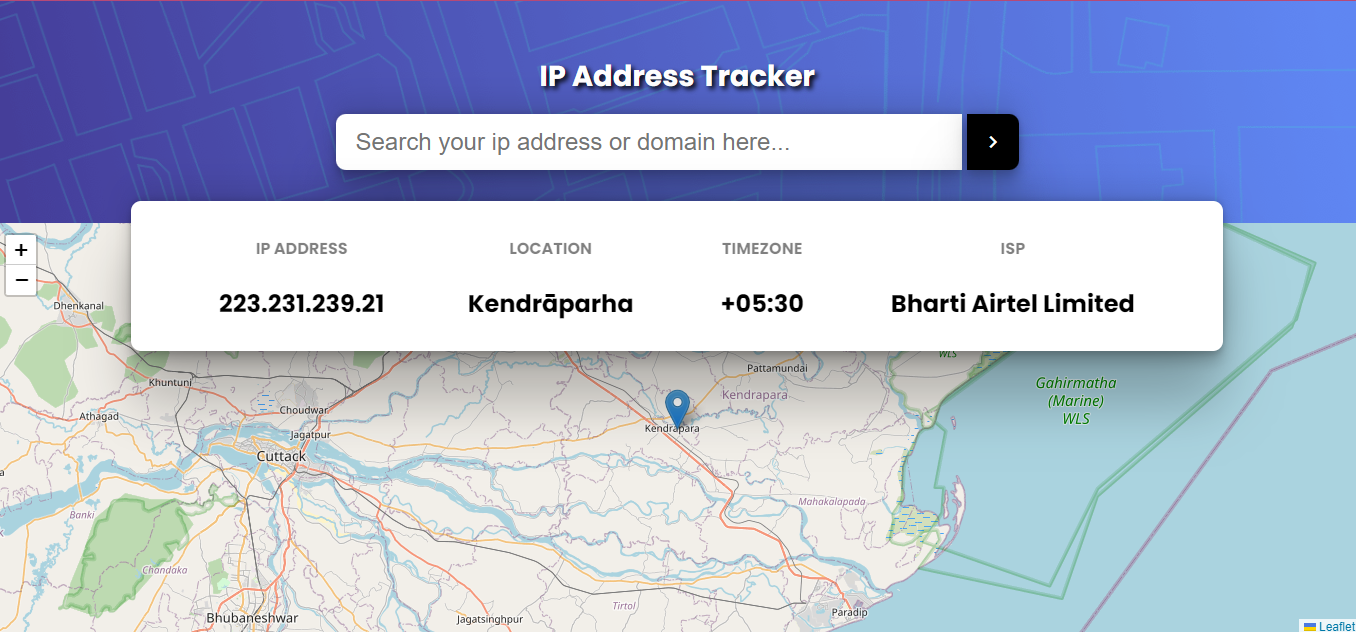 IP Address Tracker
Search your ip address or domain here...
IP ADDRESS
223.231.239.21
LOCATION
Kendrāparha
TIMEZONE
+05:30
ISP
Bharti Airtel Limited
+
−
Dhenkanal
WLS
Pattamundai
Khuntuni
Gahirmatha
(Marine)
WLS
Kendrapara
Choudwar
Athagad
Kendrapara
Jagatpur
Cuttack
Mahakalapada
Banki
Chandaka
Tirtol
Paradip
Bhubaneshwar
Jagatsinghpur
Leaflet